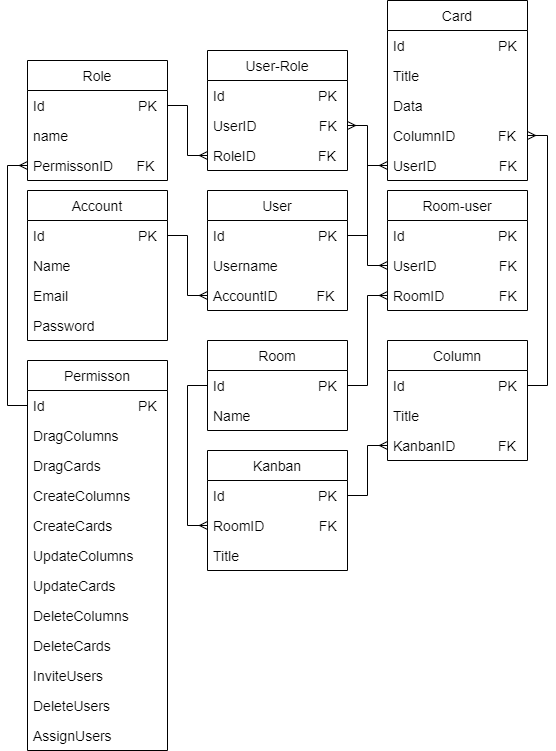 Role
Id PK
name
PermissonID FK
Account
Id PK
Name
Email
Password
Permisson
Id PK
DragColumns
DragCards
CreateColumns
CreateCards
UpdateColumns
UpdateCards
DeleteColumns
DeleteCards
InviteUsers
DeleteUsers
AssignUsers
User-Role
Id PK
UserID FK
RoleID FK
User
Id PK
Username
AccountID FK
Room
Id PK
Name
Kanban
Id PK
RoomID FK
Title
Card
Id PK
Title
Data
ColumnID FK
UserID FK
Room-user
Id PK
UserID FK
RoomID FK
Column
Id PK
Title
KanbanID FK